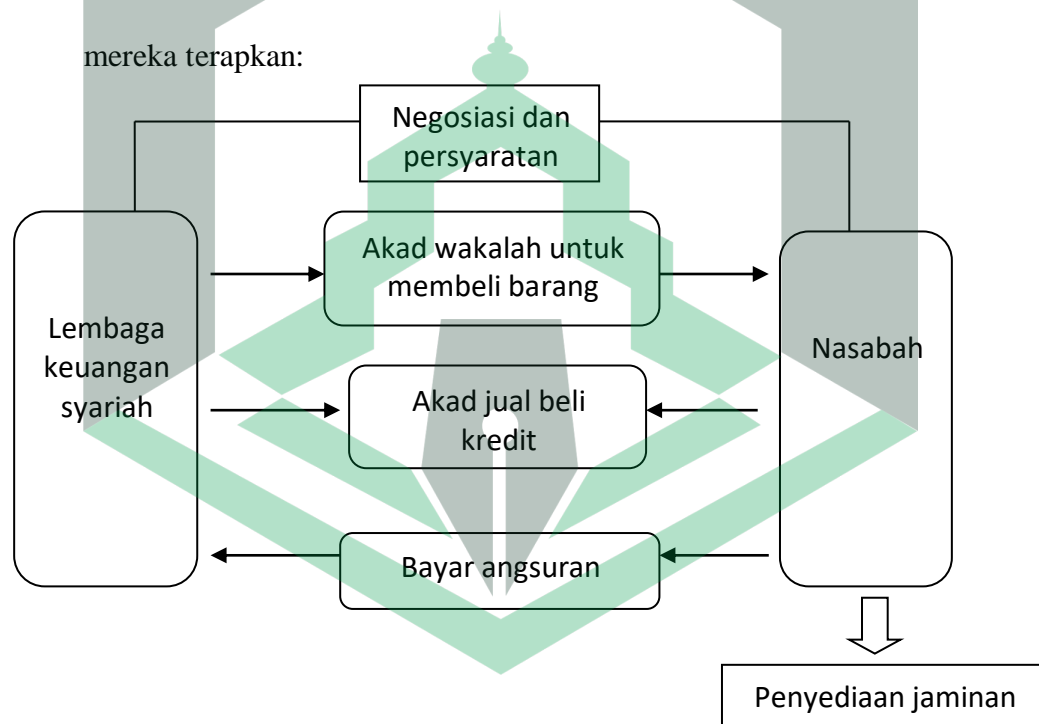 mereka terapkan:
Negosiasi dan
persyaratan
Akad wakalah untuk
membeli barang
Lembaga
keuangan
syariah
Nasabah
Akad jual beli
kredit
Bayar angsuran
Penyediaan jaminan